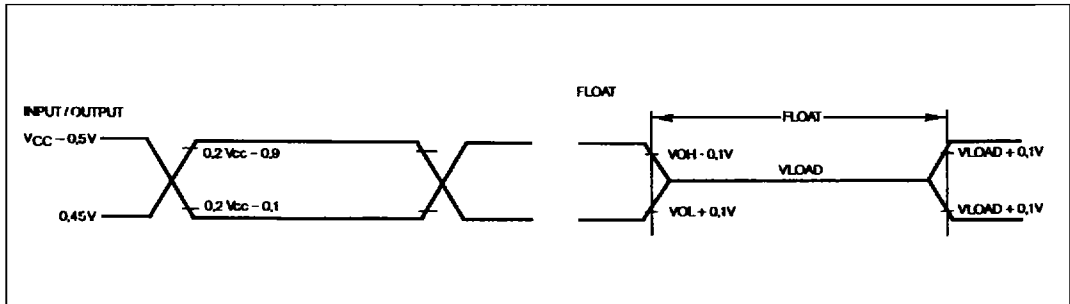 INPUT / OUTPUT
VCC – 0,5V
0,45V
0,2 Vcc – 0,9
0,2 Vcc – 0,1
FLOAT
FLOAT
VOH - 0,1V
VOL + 0,1V
VLOAD
VLOAD + 0,1V
VLOAD + 0,1V